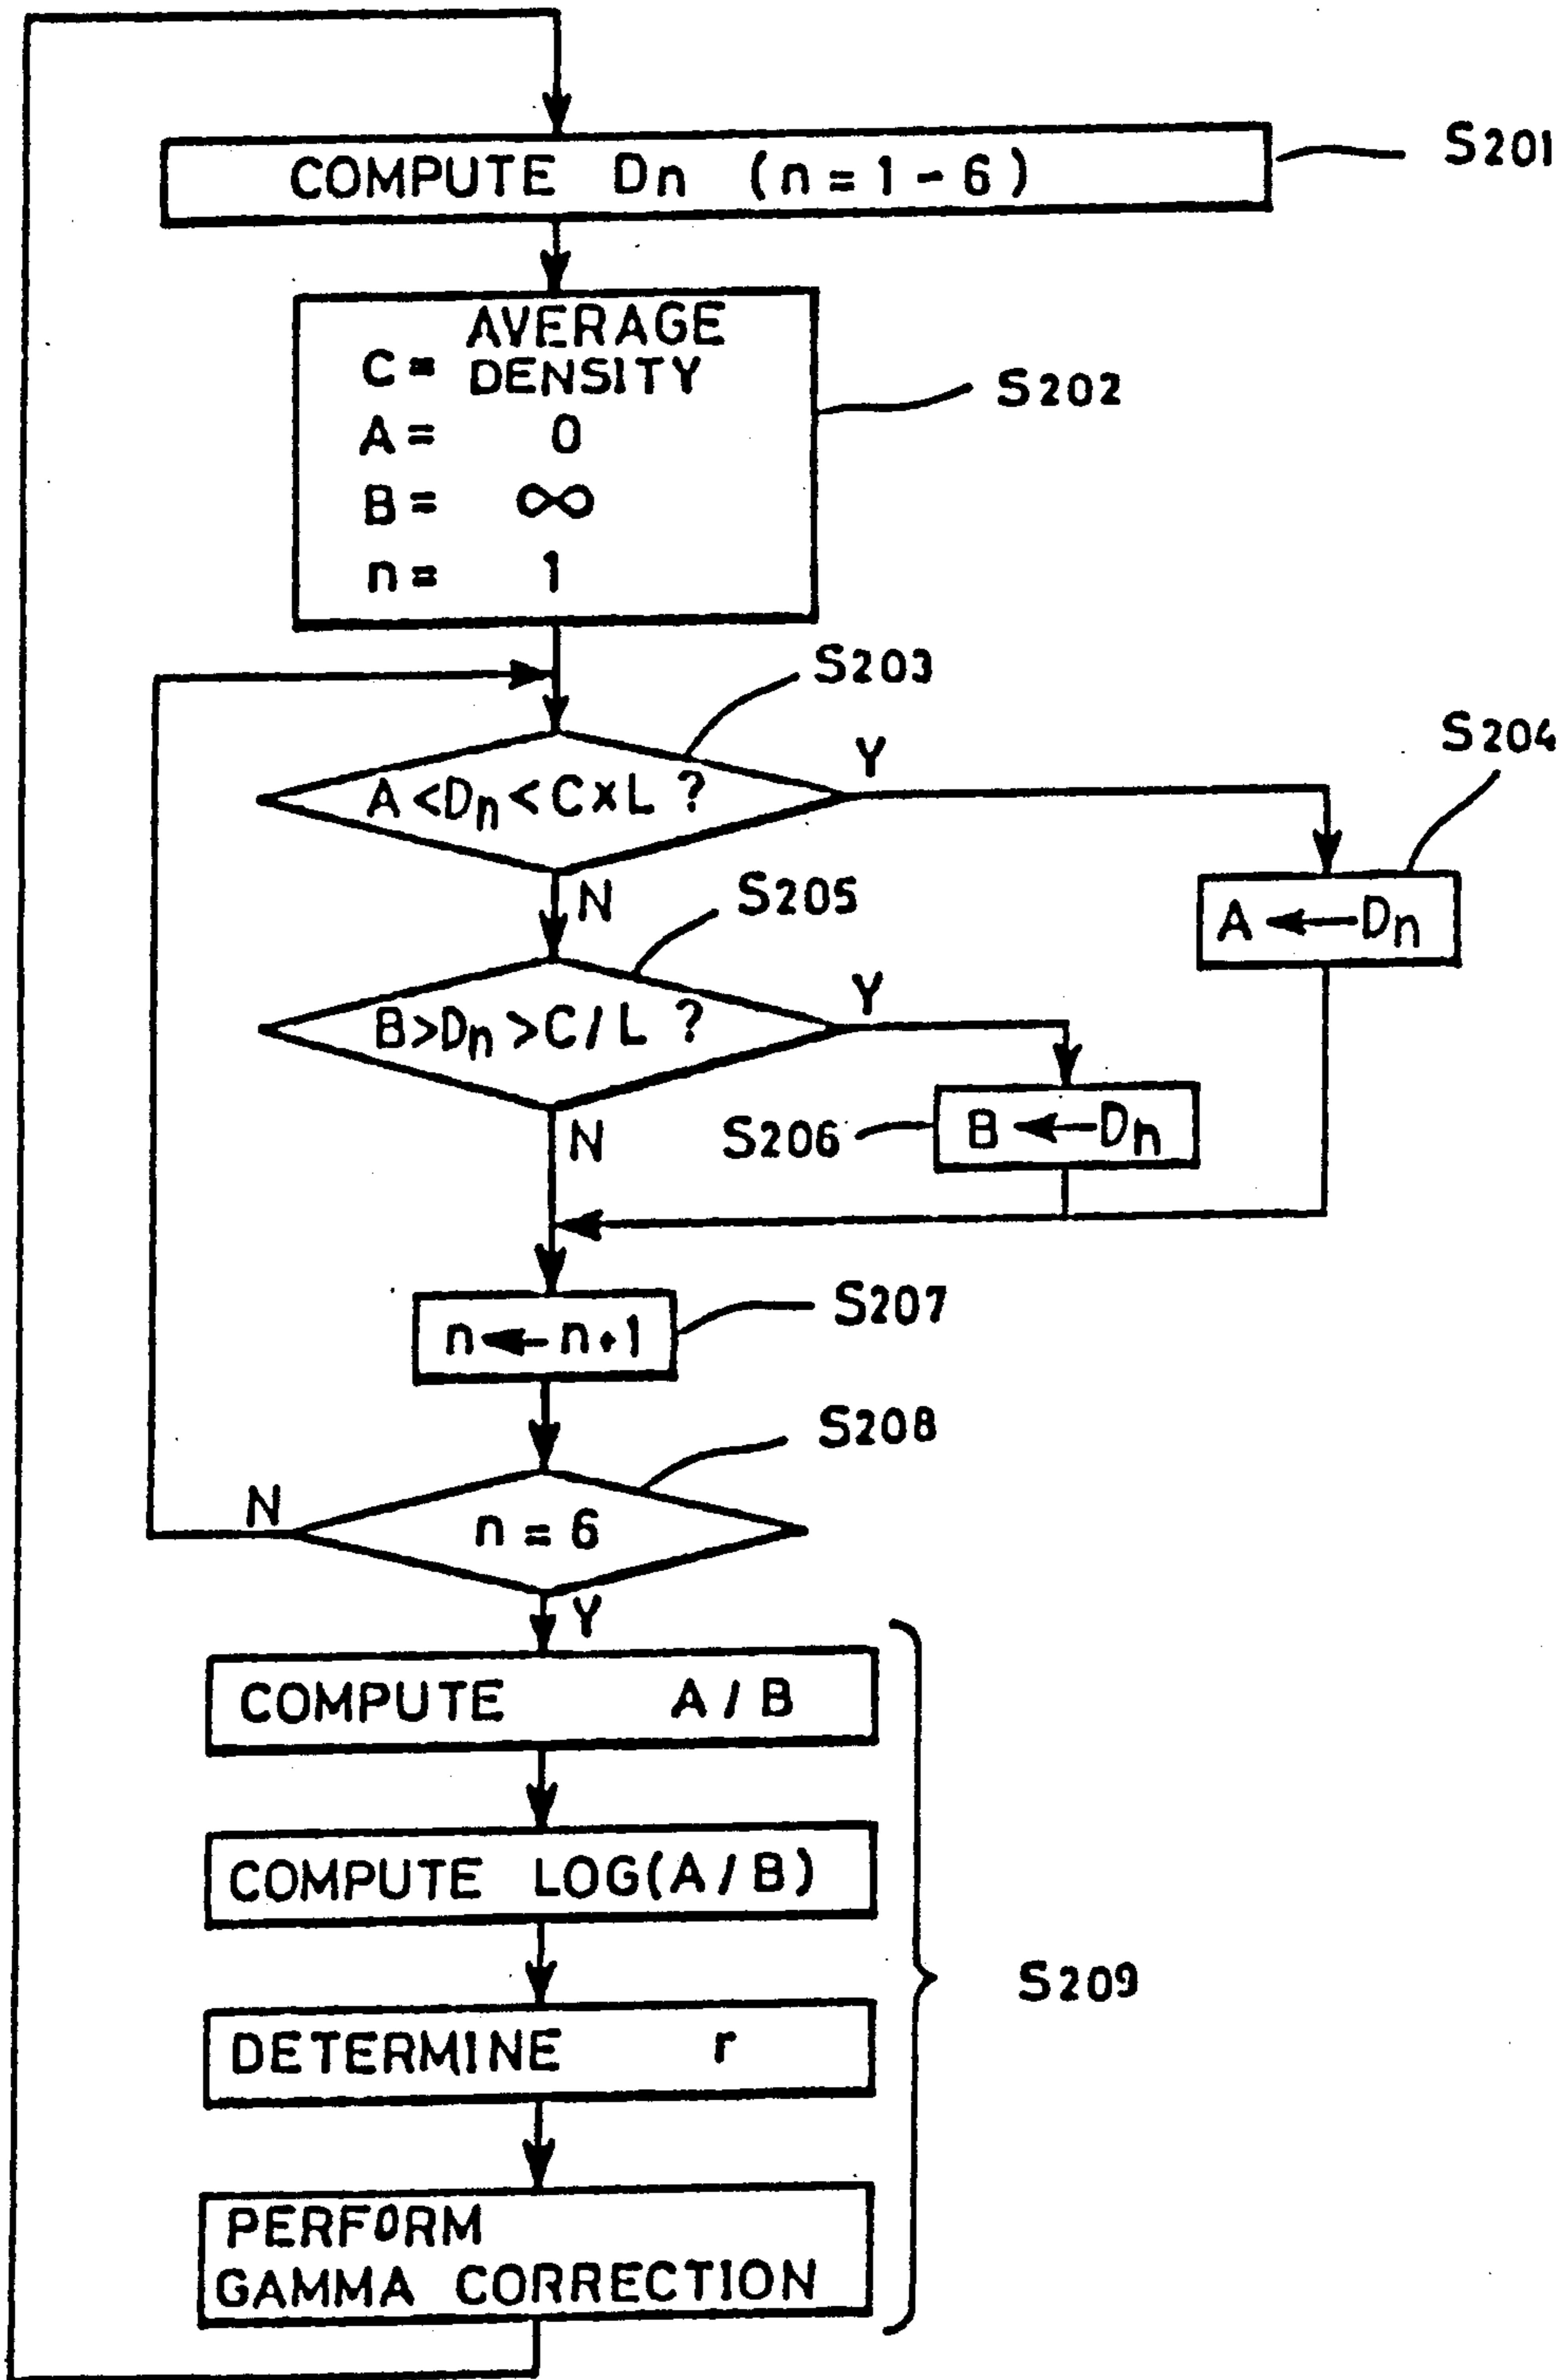 COMPUTE Dn (n = 1 - 6)
S201
C = AVERAGE DENSITY
A = 0
B = ∞
n = 1
S202
S203
A < Dn < C x L ?
Y
N
S204
A ← Dn
S205
B > Dn > C / L ?
Y
N
S206
B ← Dn
n ← n + 1
S207
S208
n = 6
N
Y
COMPUTE A / B
COMPUTE LOG(A / B)
DETERMINE r
PERFORM
GAMMA CORRECTION
S209